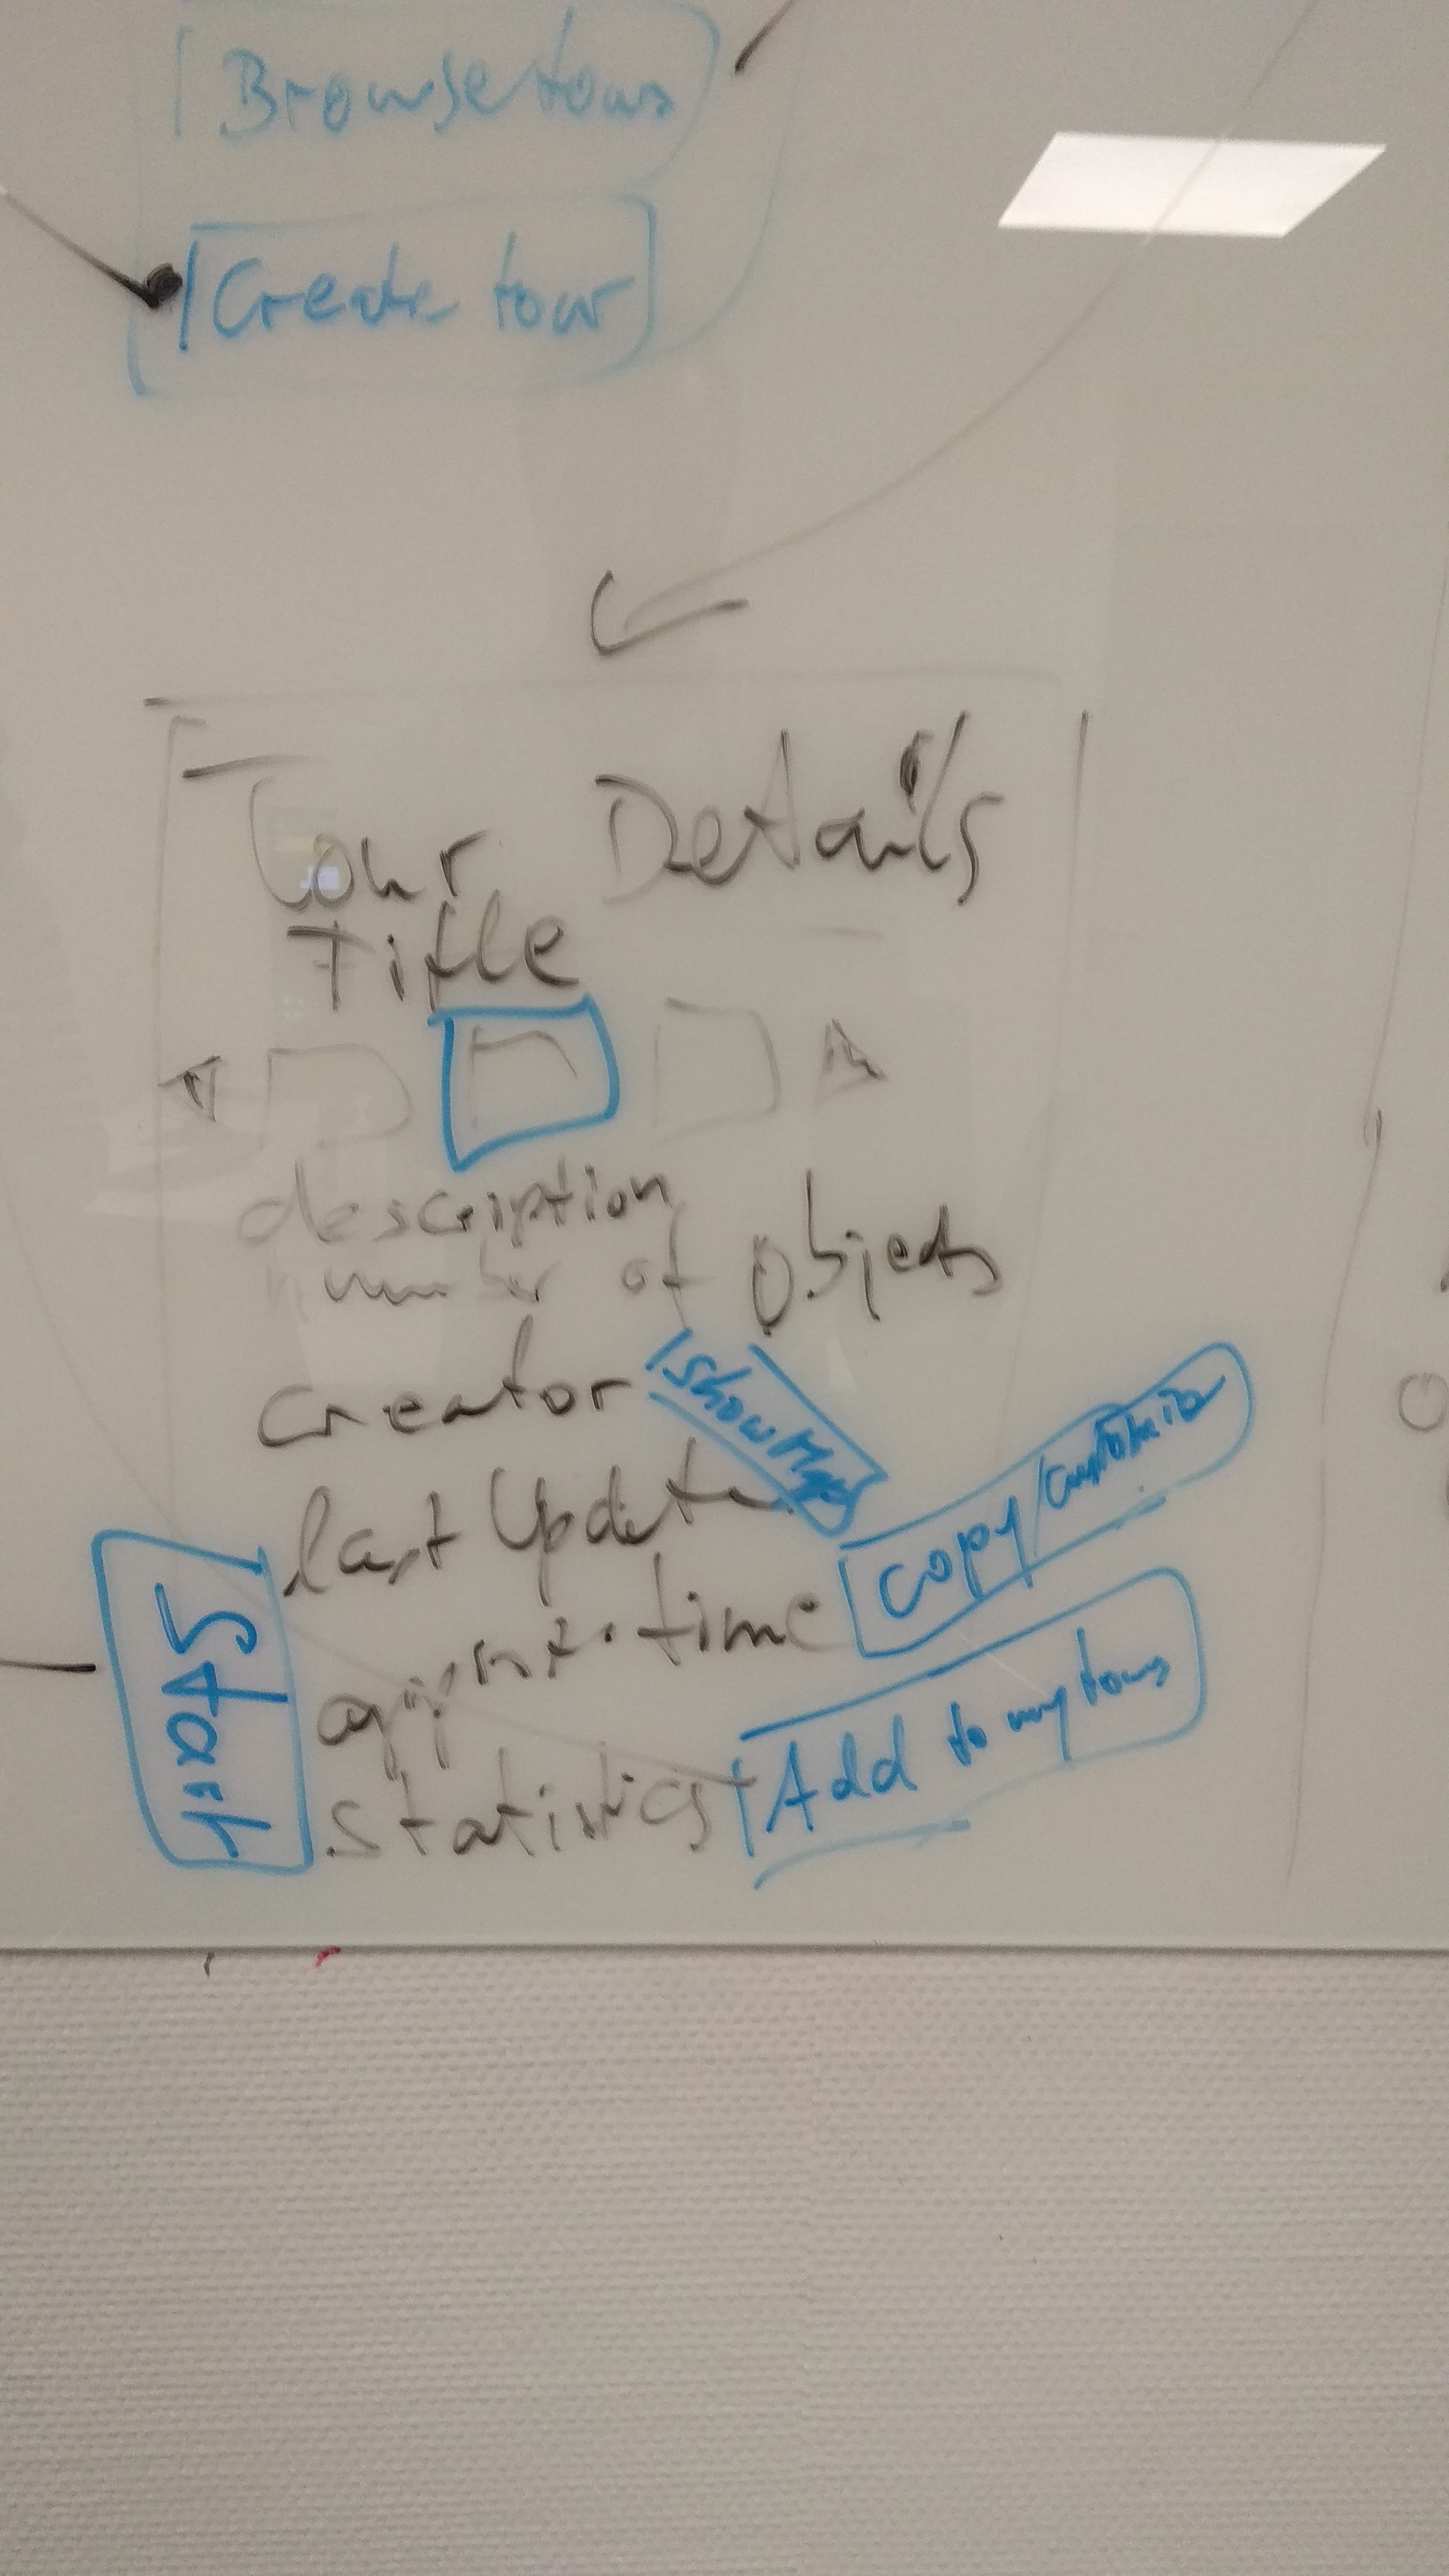 Browse tours
Create tour
Tour Details
Title
description
number of objects
creator
Show
last Update
copy/customize
approx. time
Start
Add to my tours
statistics